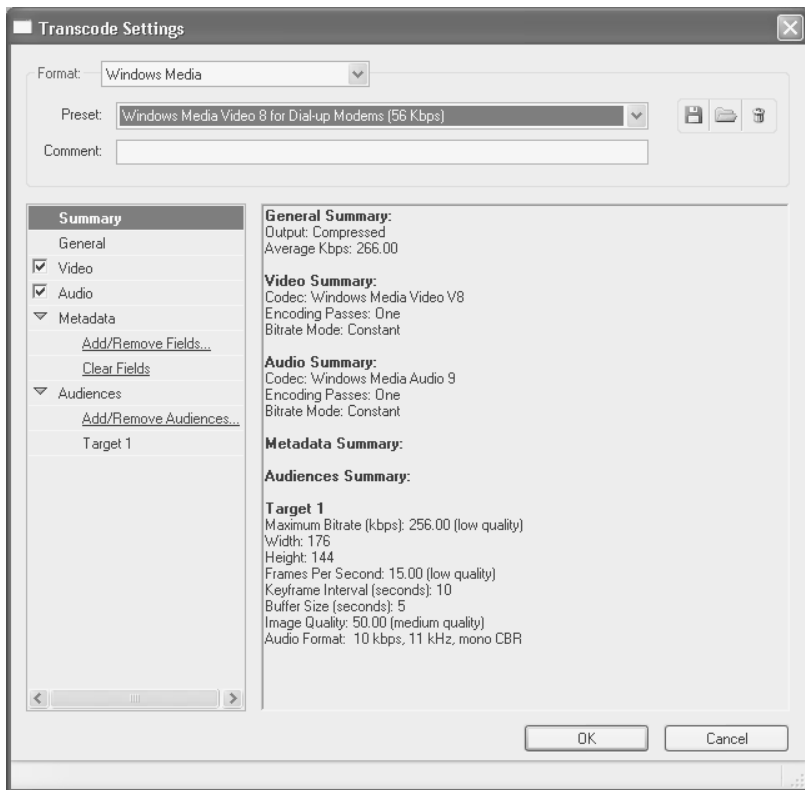 Transcode Settings
Format: Windows Media
Preset: Windows Media Video 8 for Dial-up Modems (56 Kbps)
Comment:
Summary
General
Video
Audio
Metadata
Add/Remove Fields...
Clear Fields
Audiences
Add/Remove Audiences...
Target 1
General Summary:
Output: Compressed
Average Kbps: 266.00
Video Summary:
Codec: Windows Media Video V8
Encoding Passes: One
Bitrate Mode: Constant
Audio Summary:
Codec: Windows Media Audio 9
Encoding Passes: One
Bitrate Mode: Constant
Metadata Summary:
Audiences Summary:
Target 1
Maximum Bitrate (kbps): 256.00 (low quality)
Width: 176
Height: 144
Frames Per Second: 15.00 (low quality)
Keyframe Interval (seconds): 10
Buffer Size (seconds): 5
Image Quality: 50.00 (medium quality)
Audio Format:  10 kbps, 11 kHz, mono CBR
OK
Cancel